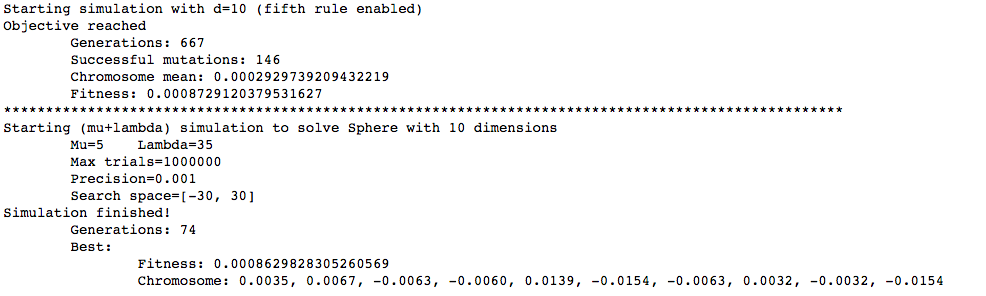 Starting simulation with d=10 (fifth rule enabled)
Objective reached
Generations: 667
Successful mutations: 146
Chromosome mean: 0.0002929739209432219
Fitness: 0.0008729120379531627
****************************************************************************************************
Starting (mu+lambda) simulation to solve Sphere with 10 dimensions
Mu=5    Lambda=35
Max trials=1000000
Precision=0.001
Search space=[-30, 30]
Simulation finished!
Generations: 74
Best:
Fitness: 0.0008629828305260569
Chromosome: 0.0035, 0.0067, -0.0063, -0.0060, 0.0139, -0.0154, -0.0063, 0.0032, -0.0032, -0.0154